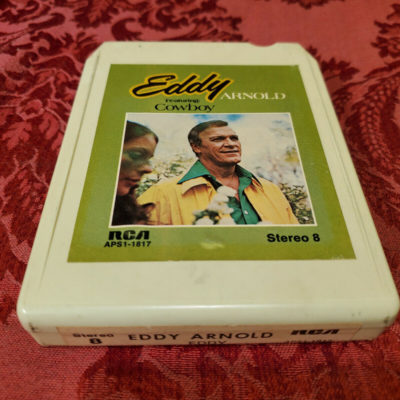 Eddy
ARNOLD
Featuring:
Cowboy
RCA
APS1-1817
Stereo 8
Stereo
8
EDDY ARNOLD
RCA
EDDY